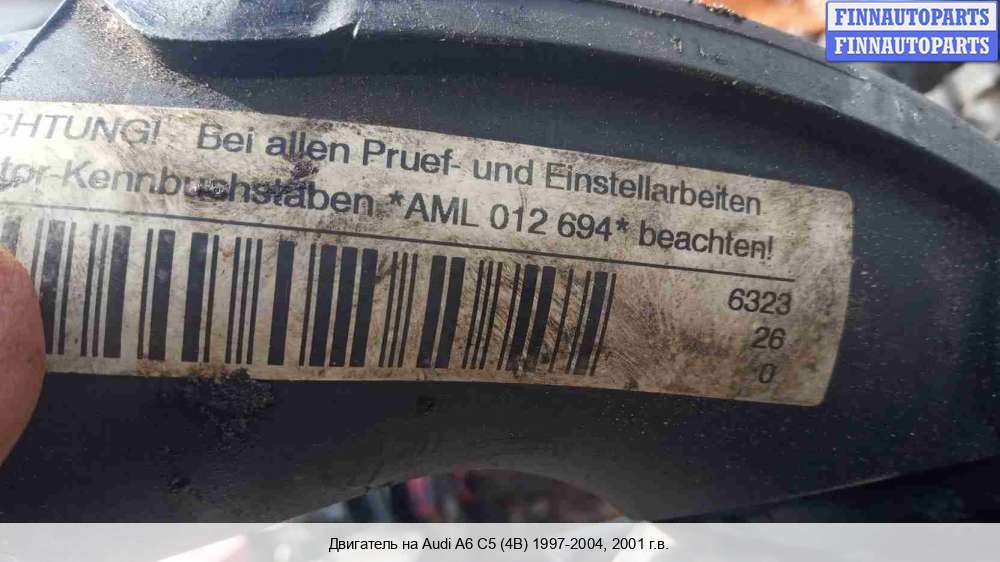 FINNAUTOPARTS
FINNAUTOPARTS
CHTUNG! Bei allen Pruef- und Einstellarbeiten
tor-Kennbuchstaben *AML 012 694* beachten!
6323
26
0
Двигатель на Audi A6 C5 (4B) 1997-2004, 2001 г.в.